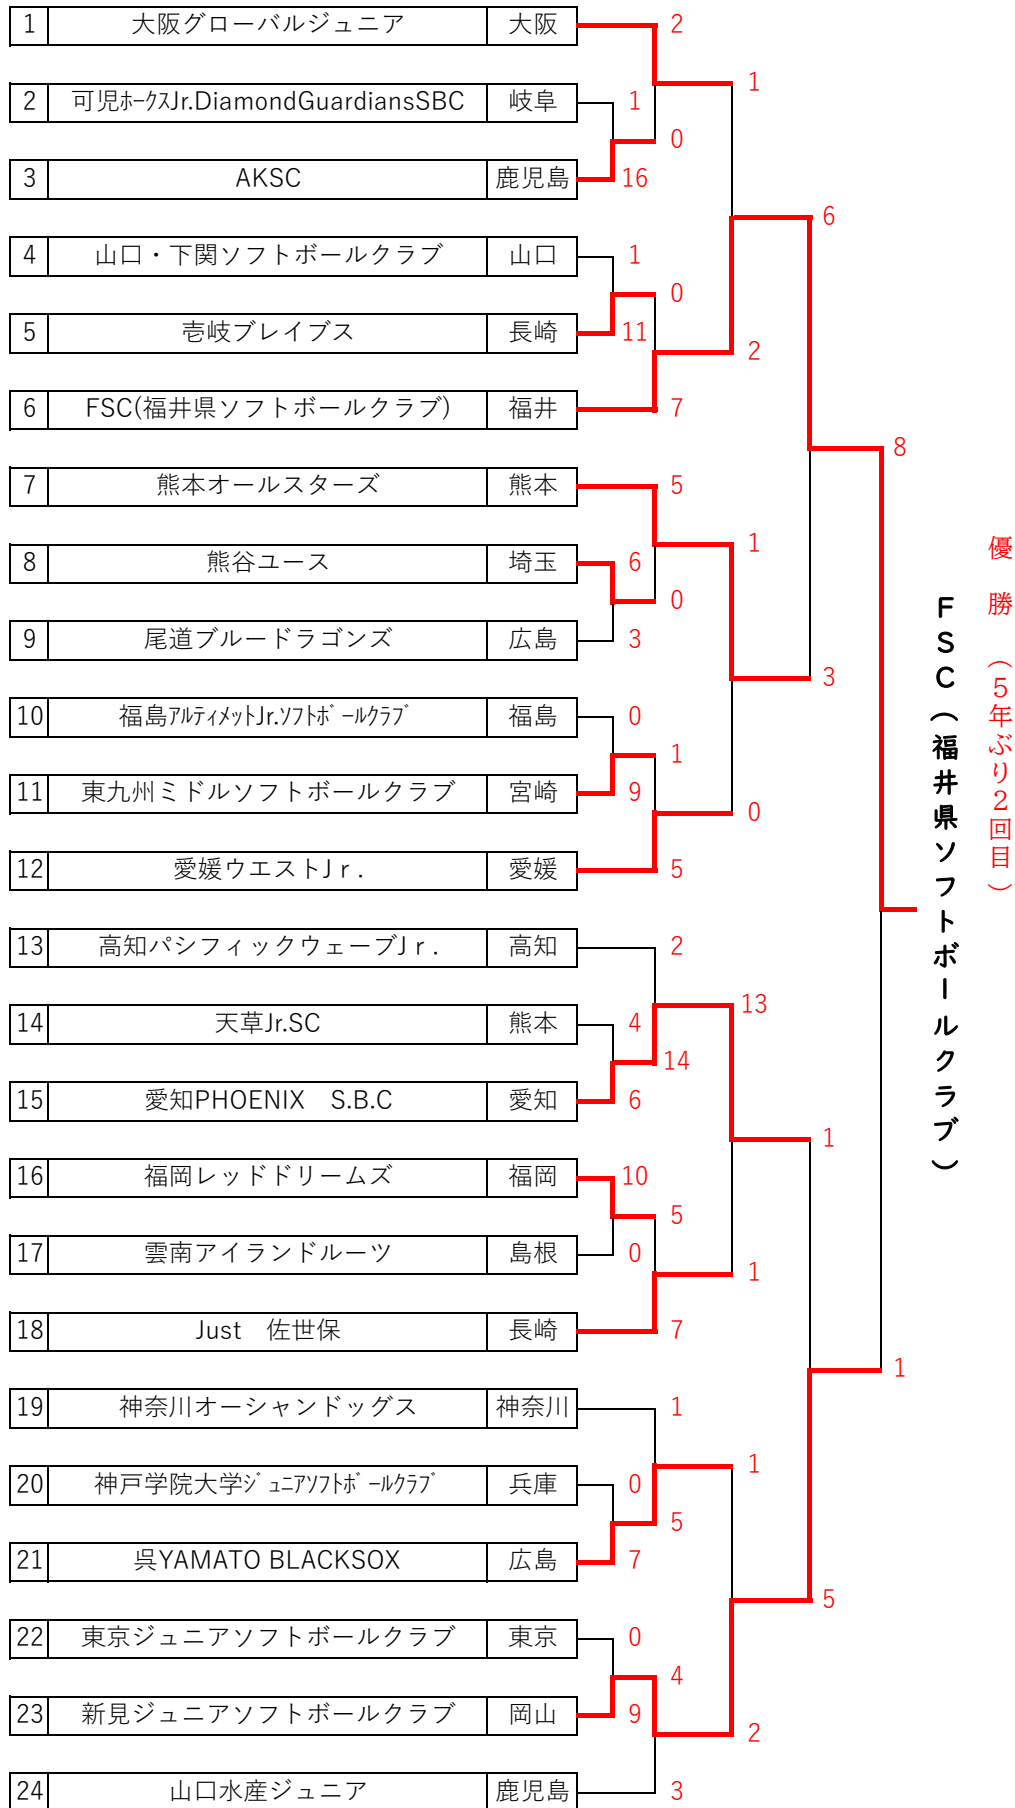 1 大阪グローバルジュニア 大阪 2
1
2 可児ﾎｰｸｽJr.DiamondGuardiansSBC 岐阜 1
0
3 AKSC 鹿児島 16
6
4 山口・下関ソフトボールクラブ 山口 1
0
5 壱岐ブレイブス 長崎 11
2
6 FSC(福井県ソフトボールクラブ) 福井 7
8
7 熊本オールスターズ 熊本 5
1
8 熊谷ユース 埼玉 6
0
9 尾道ブルードラゴンズ 広島 3
3
10 福島ｱﾙﾃｨﾒｯﾄJr.ｿﾌﾄﾎﾞｰﾙｸﾗﾌﾞ 福島 0
1
11 東九州ミドルソフトボールクラブ 宮崎 9
0
12 愛媛ウエストJｒ. 愛媛 5
13 高知パシフィックウェーブJｒ. 高知 2
13
14 天草Jr.SC 熊本 4
14
15 愛知PHOENIX　S.B.C 愛知 6
1
16 福岡レッドドリームズ 福岡 10
5
17 雲南アイランドルーツ 島根 0
1
18 Just　佐世保 長崎 7
1
19 神奈川オーシャンドッグス 神奈川 1
1
20 神戸学院大学ｼﾞｭﾆｱｿﾌﾄﾎﾞｰﾙｸﾗﾌﾞ 兵庫 0
5
21 呉YAMATO BLACKSOX 広島 7
5
22 東京ジュニアソフトボールクラブ 東京 0
4
23 新見ジュニアソフトボールクラブ 岡山 9
2
24 山口水産ジュニア 鹿児島 3
優　勝　（５年ぶり２回目）
ＦＳＣ（福井県ソフトボールクラブ）